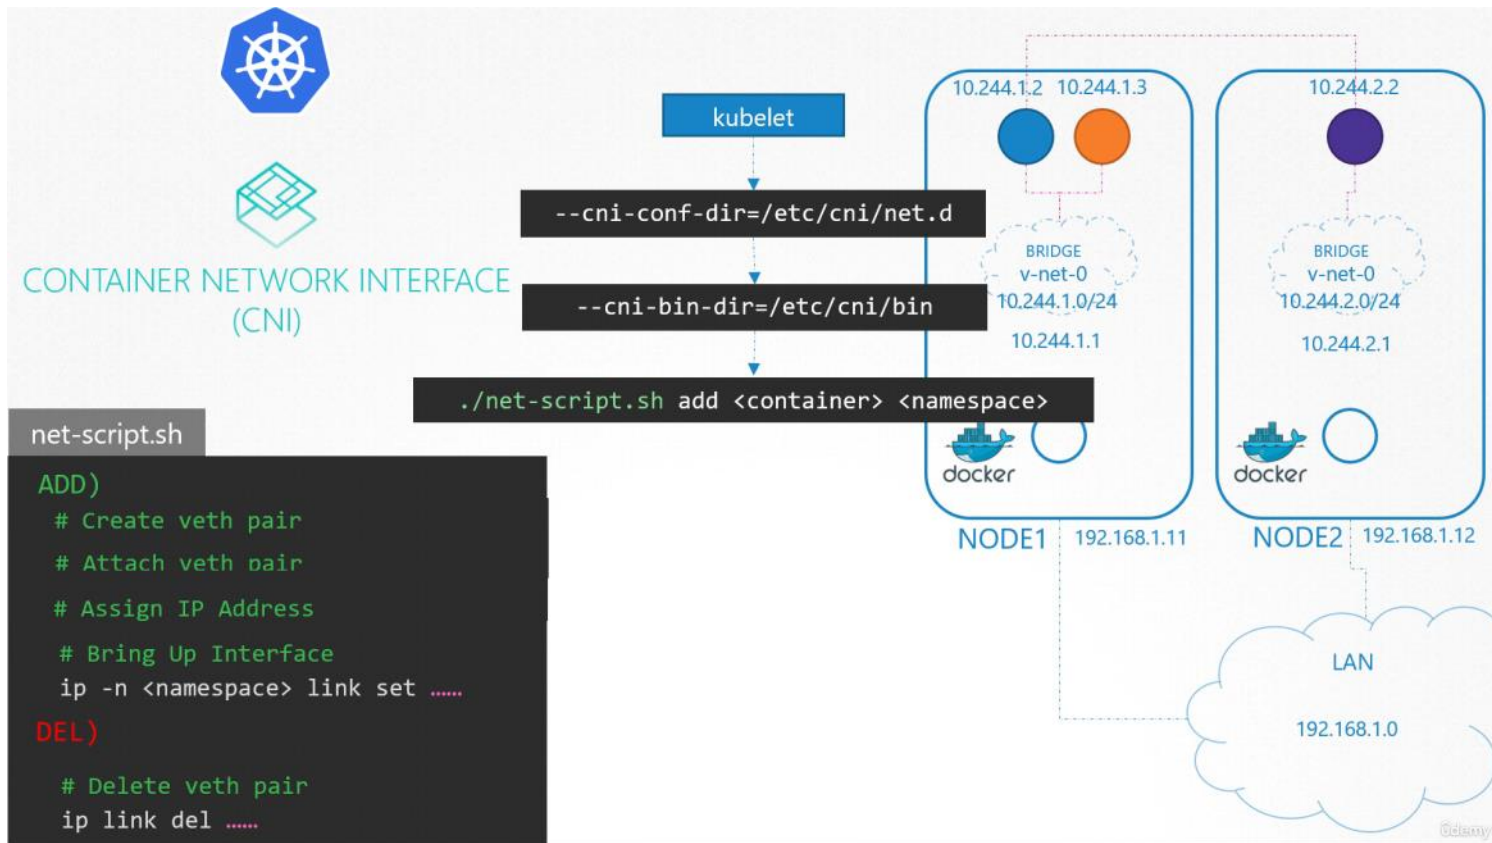 CONTAINER NETWORK INTERFACE
(CNI)
kubelet
--cni-conf-dir=/etc/cni/net.d
--cni-bin-dir=/etc/cni/bin
./net-script.sh add <container> <namespace>
net-script.sh
ADD)
# Create veth pair
# Attach veth pair
# Assign IP Address
# Bring Up Interface
ip -n <namespace> link set ......
DEL)
# Delete veth pair
ip link del ......
10.244.1.2 10.244.1.3
BRIDGE
v-net-0
10.244.1.0/24
10.244.1.1
docker
NODE1 192.168.1.11
10.244.2.2
BRIDGE
v-net-0
10.244.2.0/24
10.244.2.1
docker
NODE2 192.168.1.12
LAN
192.168.1.0
Udemy